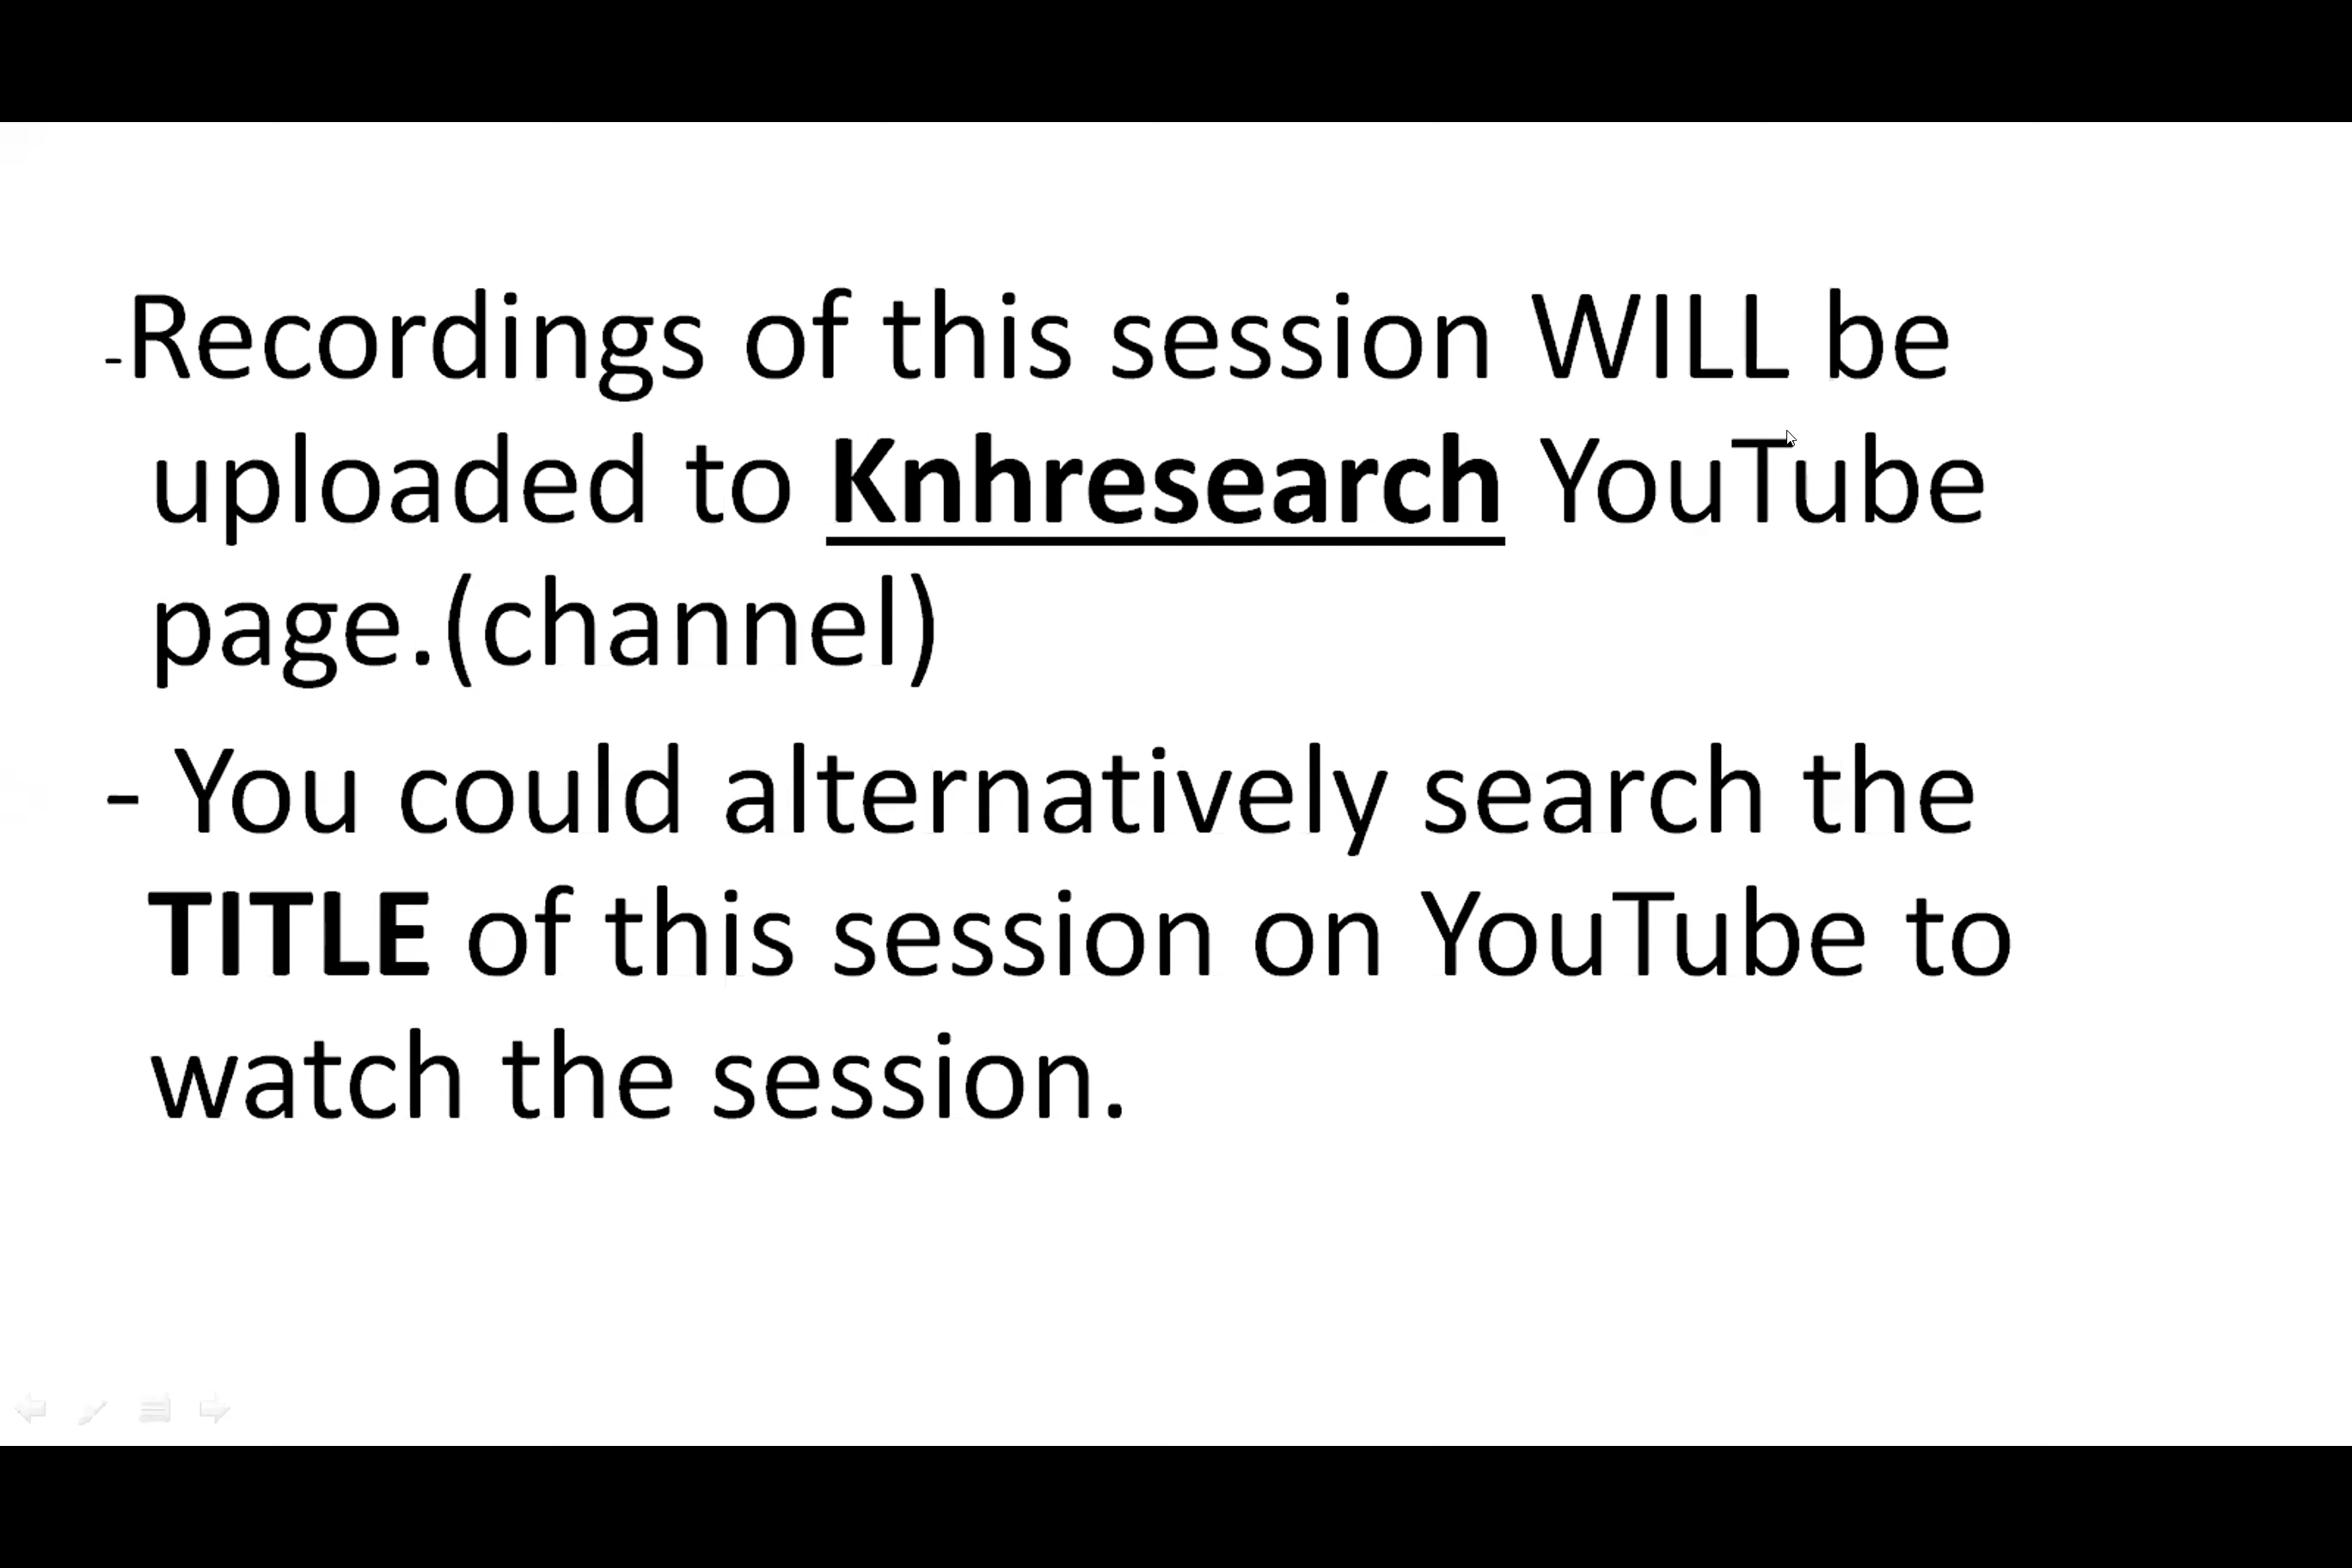 -Recordings of this session WILL be
uploaded to Knhresearch YouTube
page.(channel)
- You could alternatively search the
TITLE of this session on YouTube to
watch the session.